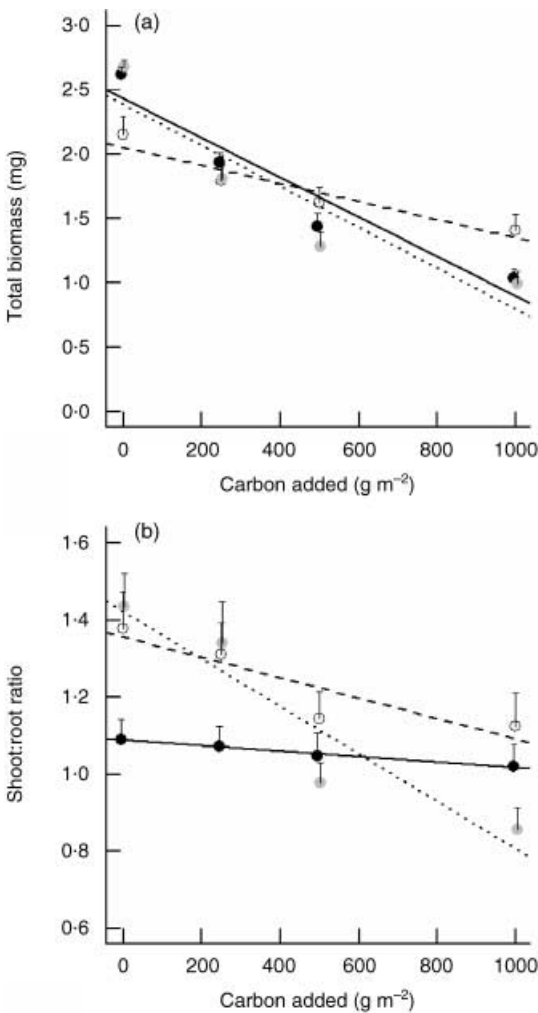 (a)
Total biomass (mg)
3·0
2·5
2·0
1·5
1·0
0·5
0·0
0 200 400 600 800 1000
Carbon added (g m⁻²)
(b)
Shoot:root ratio
1·6
1·4
1·2
1·0
0·8
0·6
0 200 400 600 800 1000
Carbon added (g m⁻²)